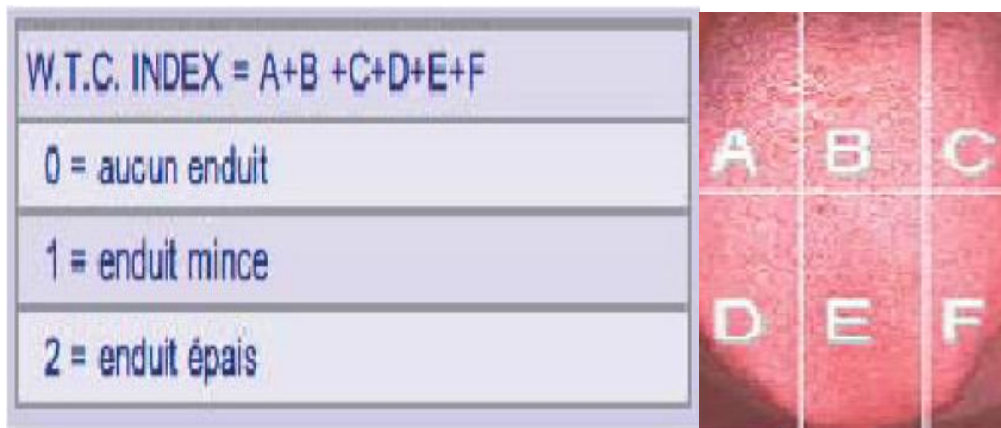 W.T.C. INDEX = A+B +C+D+E+F
0 = aucun enduit
1 = enduit mince
2 = enduit épais
A B C
D E F